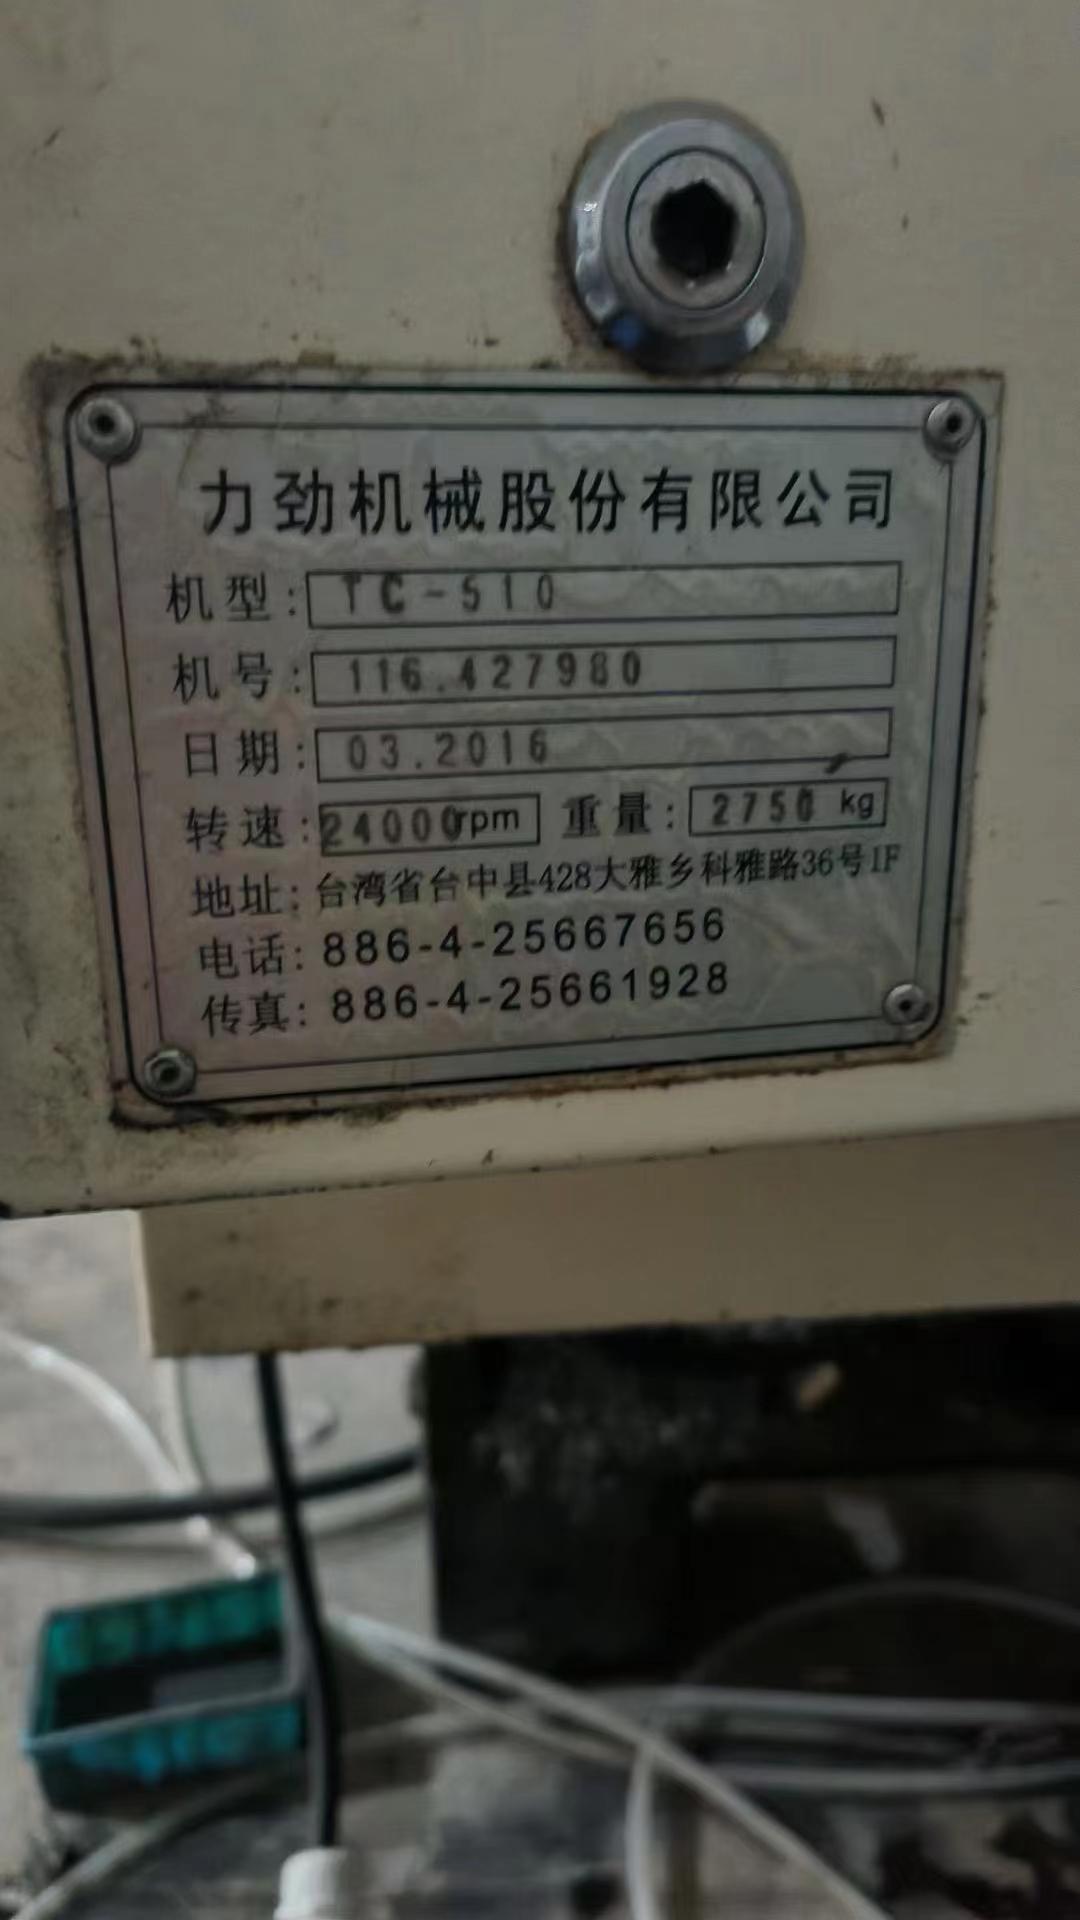 力劲机械股份有限公司
机型: TC-510
机号: 116.427980
日期: 03.2016
转速: 24000rpm 重量: 2750 kg
地址: 台湾省台中县428大雅乡科雅路36号1F
电话: 886-4-25667656
传真: 886-4-25661928